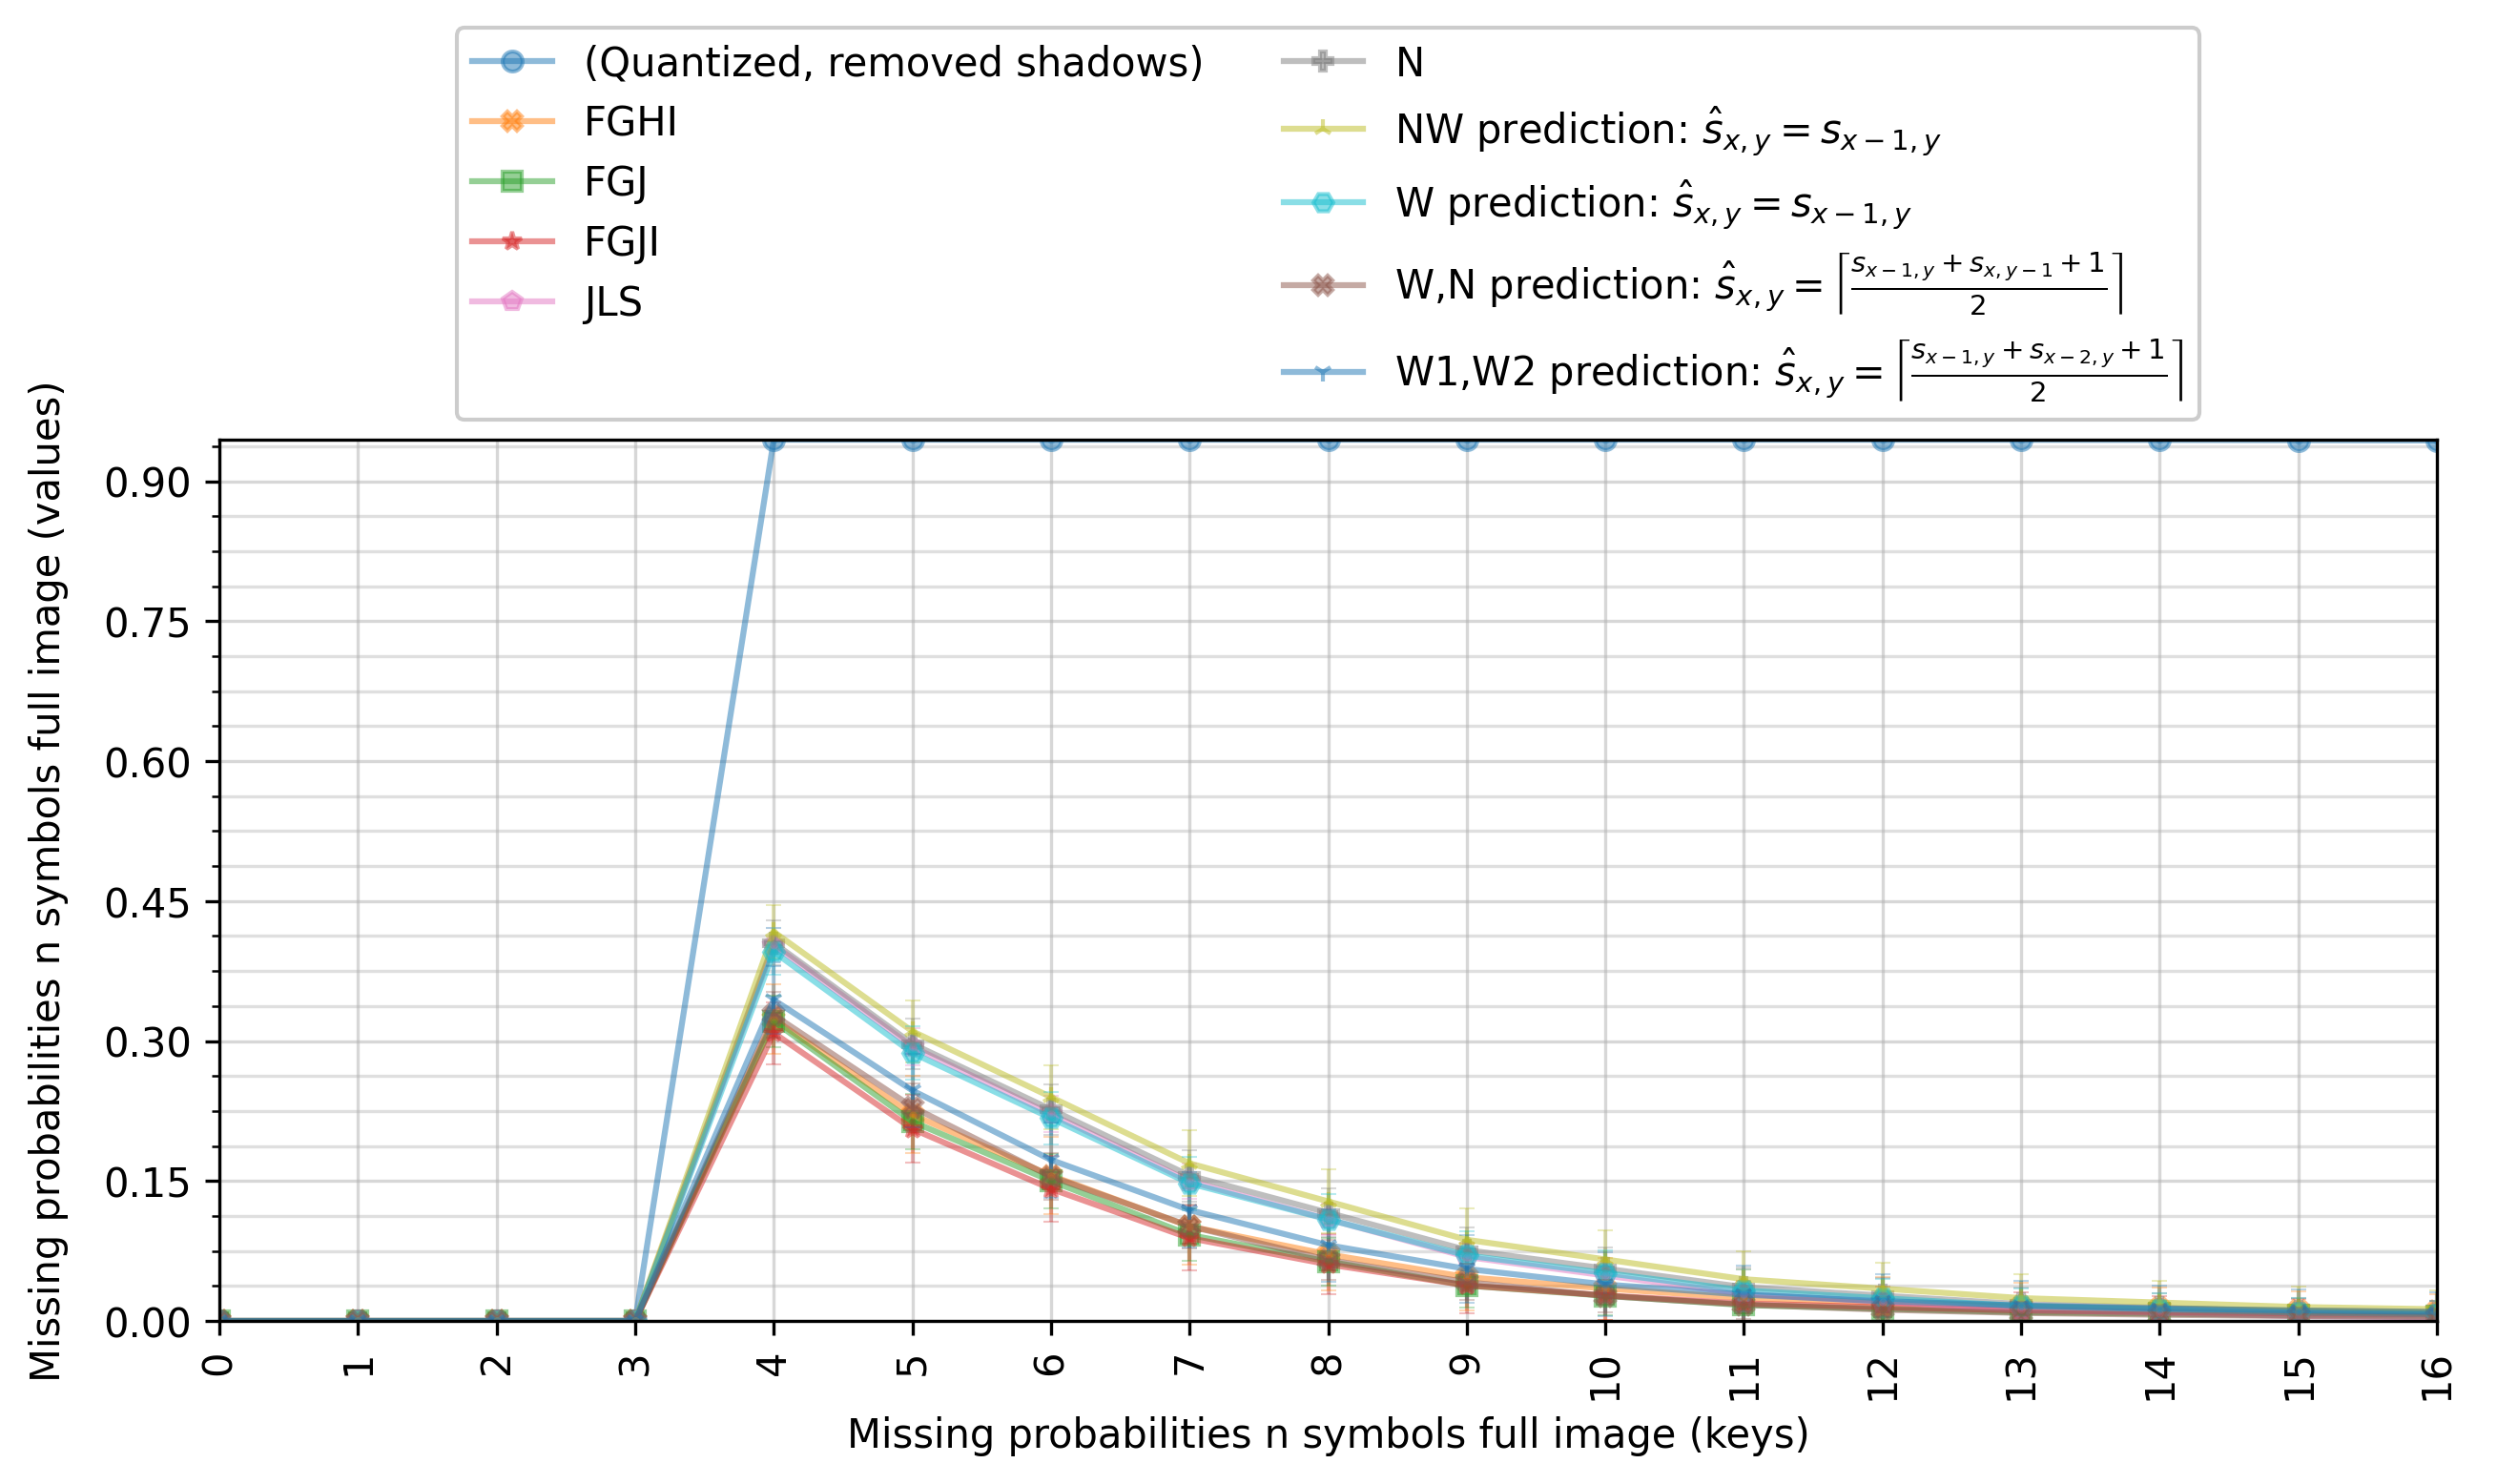 (Quantized, removed shadows)
FGHI
FGJ
FGJI
JLS
N
NW prediction: ŝ_{x,y} = s_{x−1,y}
W prediction: ŝ_{x,y} = s_{x−1,y}
W,N prediction: ŝ_{x,y} = ⌈(s_{x−1,y} + s_{x,y−1} + 1)/2⌉
W1,W2 prediction: ŝ_{x,y} = ⌈(s_{x−1,y} + s_{x−2,y} + 1)/2⌉
Missing probabilities n symbols full image (values)
0.90
0.75
0.60
0.45
0.30
0.15
0.00
0 1 2 3 4 5 6 7 8 9 10 11 12 13 14 15 16
Missing probabilities n symbols full image (keys)